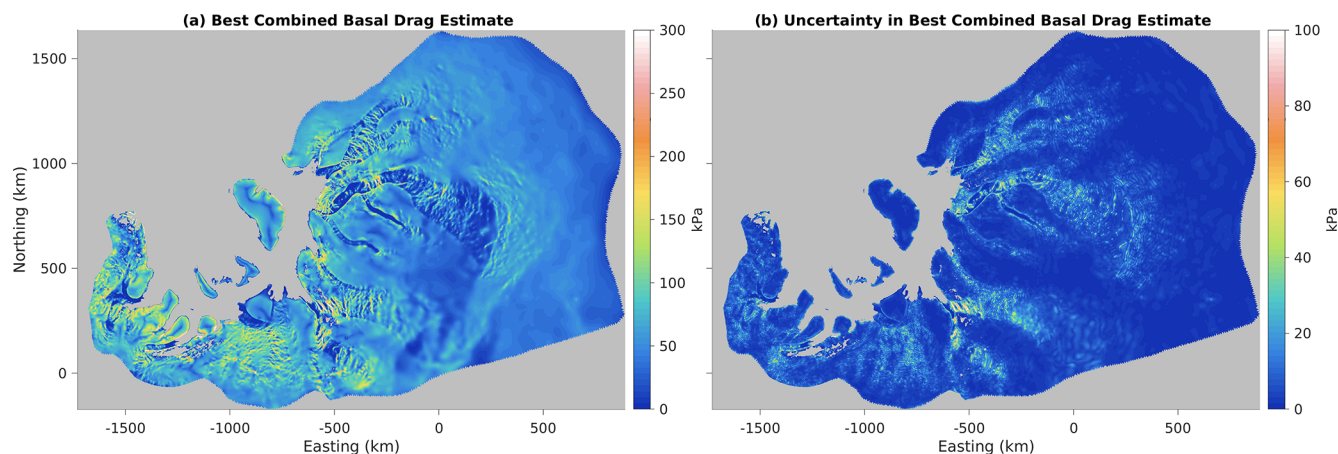 (a) Best Combined Basal Drag Estimate
(b) Uncertainty in Best Combined Basal Drag Estimate
Northing (km)
1500
1000
500
0
-1500 -1000 -500 0 500
Easting (km)
300
250
200
150
100
50
0
kPa
-1500 -1000 -500 0 500
Easting (km)
100
80
60
40
20
0
kPa